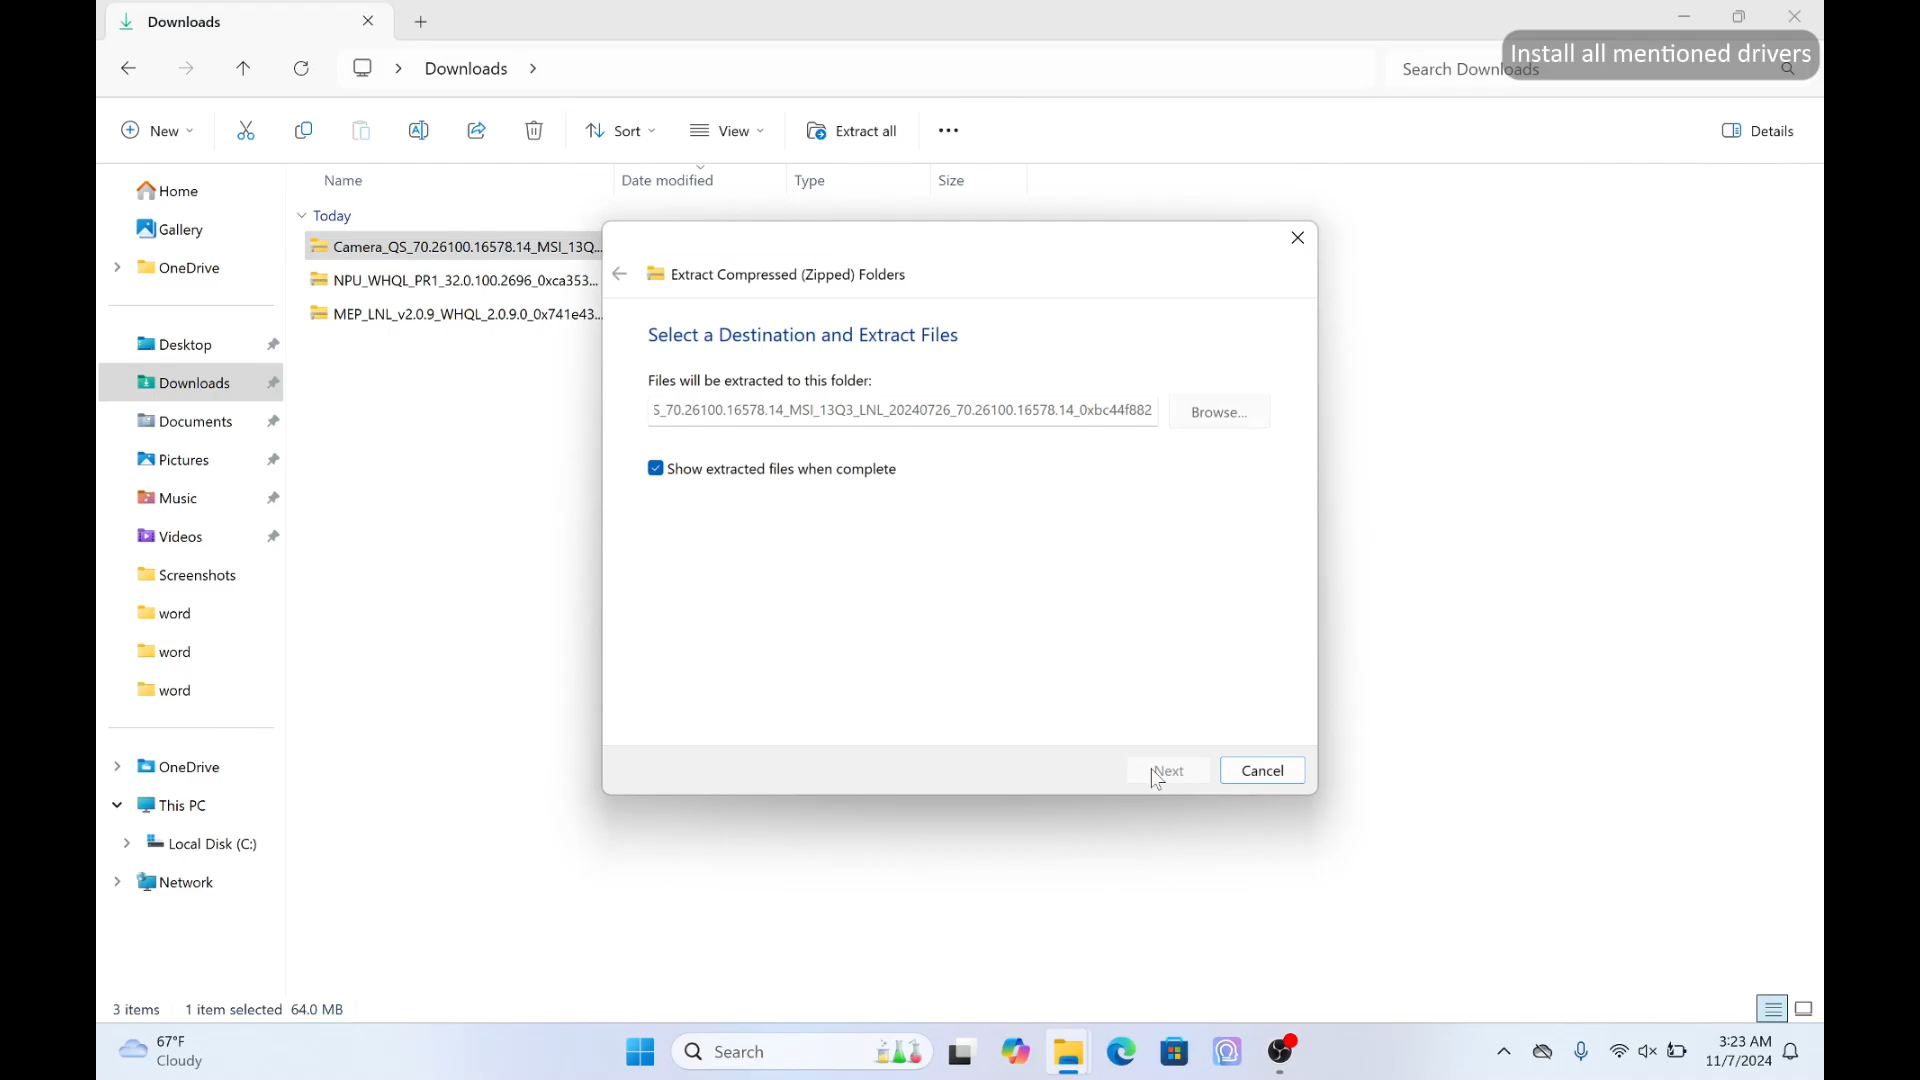 Downloads
Install all mentioned drivers
Downloads
Search Downloads
New
Sort
View
Extract all
Details
Name
Date modified
Type
Size
Home
Gallery
OneDrive
Desktop
Downloads
Documents
Pictures
Music
Videos
Screenshots
word
word
word
OneDrive
This PC
Local Disk (C:)
Network
Today
Camera_QS_70.26100.16578.14_MSI_13Q...
NPU_WHQL_PR1_32.0.100.2696_0xca353...
MEP_LNL_v2.0.9_WHQL_2.0.9.0_0x741e43...
Extract Compressed (Zipped) Folders
Select a Destination and Extract Files
Files will be extracted to this folder:
S_70.26100.16578.14_MSI_13Q3_LNL_20240726_70.26100.16578.14_0xbc44f882
Browse...
Show extracted files when complete
Next
Cancel
3 items
1 item selected 64.0 MB
67°F
Cloudy
Search
3:23 AM
11/7/2024